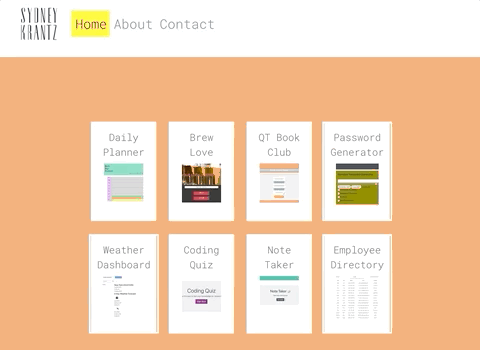 SYDNEY
KRANTZ
Home About Contact
Daily
Planner
Brew
Love
QT Book
Club
Password
Generator
Weather
Dashboard
Coding
Quiz
Note
Taker
Employee
Directory
Coding Quiz
Note Taker